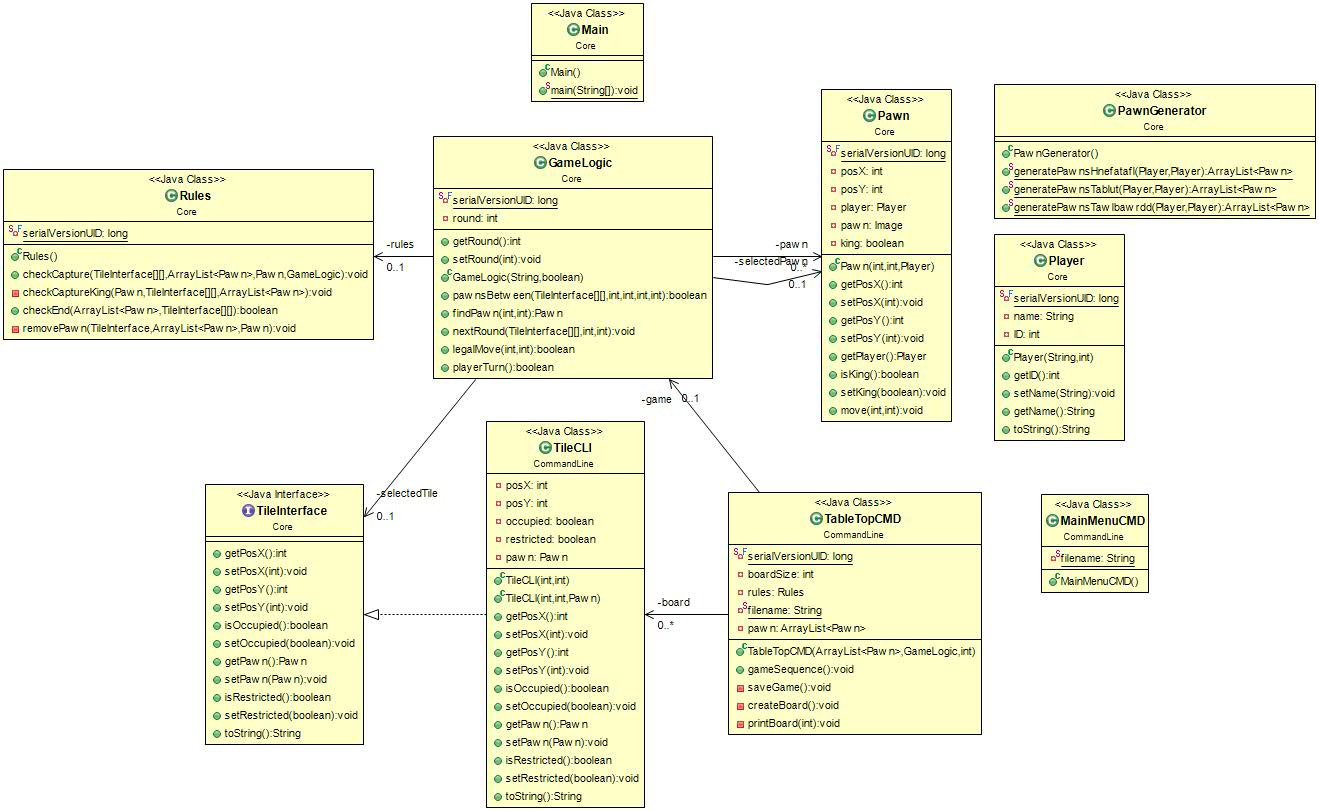 <<Java Class>>
Main
Core
Main()
main(String[]):void
<<Java Class>>
Rules
Core
serialVersionUID: long
Rules()
checkCapture(TileInterface[][],ArrayList<Pawn>,Pawn,GameLogic):void
checkCaptureKing(Pawn,TileInterface[][],ArrayList<Pawn>):void
checkEnd(ArrayList<Pawn>,TileInterface[][]):boolean
removePawn(TileInterface,ArrayList<Pawn>,Pawn):void
-rules
0..1
<<Java Class>>
GameLogic
Core
serialVersionUID: long
round: int
getRound():int
setRound(int):void
GameLogic(String,boolean)
pawnsBetween(TileInterface[][],int,int,int,int):boolean
findPawn(int,int):Pawn
nextRound(TileInterface[][],int,int):void
legalMove(int,int):boolean
playerTurn():boolean
-pawn
0..*
-selectedPawn
0..1
<<Java Class>>
Pawn
Core
serialVersionUID: long
posX: int
posY: int
player: Player
pawn: Image
king: boolean
Pawn(int,int,Player)
getPosX():int
setPosX(int):void
getPosY():int
setPosY(int):void
getPlayer():Player
isKing():boolean
setKing(boolean):void
move(int,int):void
<<Java Class>>
PawnGenerator
Core
PawnGenerator()
generatePawnsHnefatafl(Player,Player):ArrayList<Pawn>
generatePawnsTablut(Player,Player):ArrayList<Pawn>
generatePawnsTawlbawrdd(Player,Player):ArrayList<Pawn>
<<Java Class>>
Player
Core
serialVersionUID: long
name: String
ID: int
Player(String,int)
getID():int
setName(String):void
getName():String
toString():String
-selectedTile
0..1
-game
0..1
<<Java Interface>>
TileInterface
Core
getPosX():int
setPosX(int):void
getPosY():int
setPosY(int):void
isOccupied():boolean
setOccupied(boolean):void
getPawn():Pawn
setPawn(Pawn):void
isRestricted():boolean
setRestricted(boolean):void
toString():String
<<Java Class>>
TileCLI
CommandLine
posX: int
posY: int
occupied: boolean
restricted: boolean
pawn: Pawn
TileCLI(int,int)
TileCLI(int,int,Pawn)
getPosX():int
setPosX(int):void
getPosY():int
setPosY(int):void
isOccupied():boolean
setOccupied(boolean):void
getPawn():Pawn
setPawn(Pawn):void
isRestricted():boolean
setRestricted(boolean):void
toString():String
-board
0..*
<<Java Class>>
TableTopCMD
CommandLine
serialVersionUID: long
boardSize: int
rules: Rules
filename: String
pawn: ArrayList<Pawn>
TableTopCMD(ArrayList<Pawn>,GameLogic,int)
gameSequence():void
saveGame():void
createBoard():void
printBoard(int):void
<<Java Class>>
MainMenuCMD
CommandLine
filename: String
MainMenuCMD()